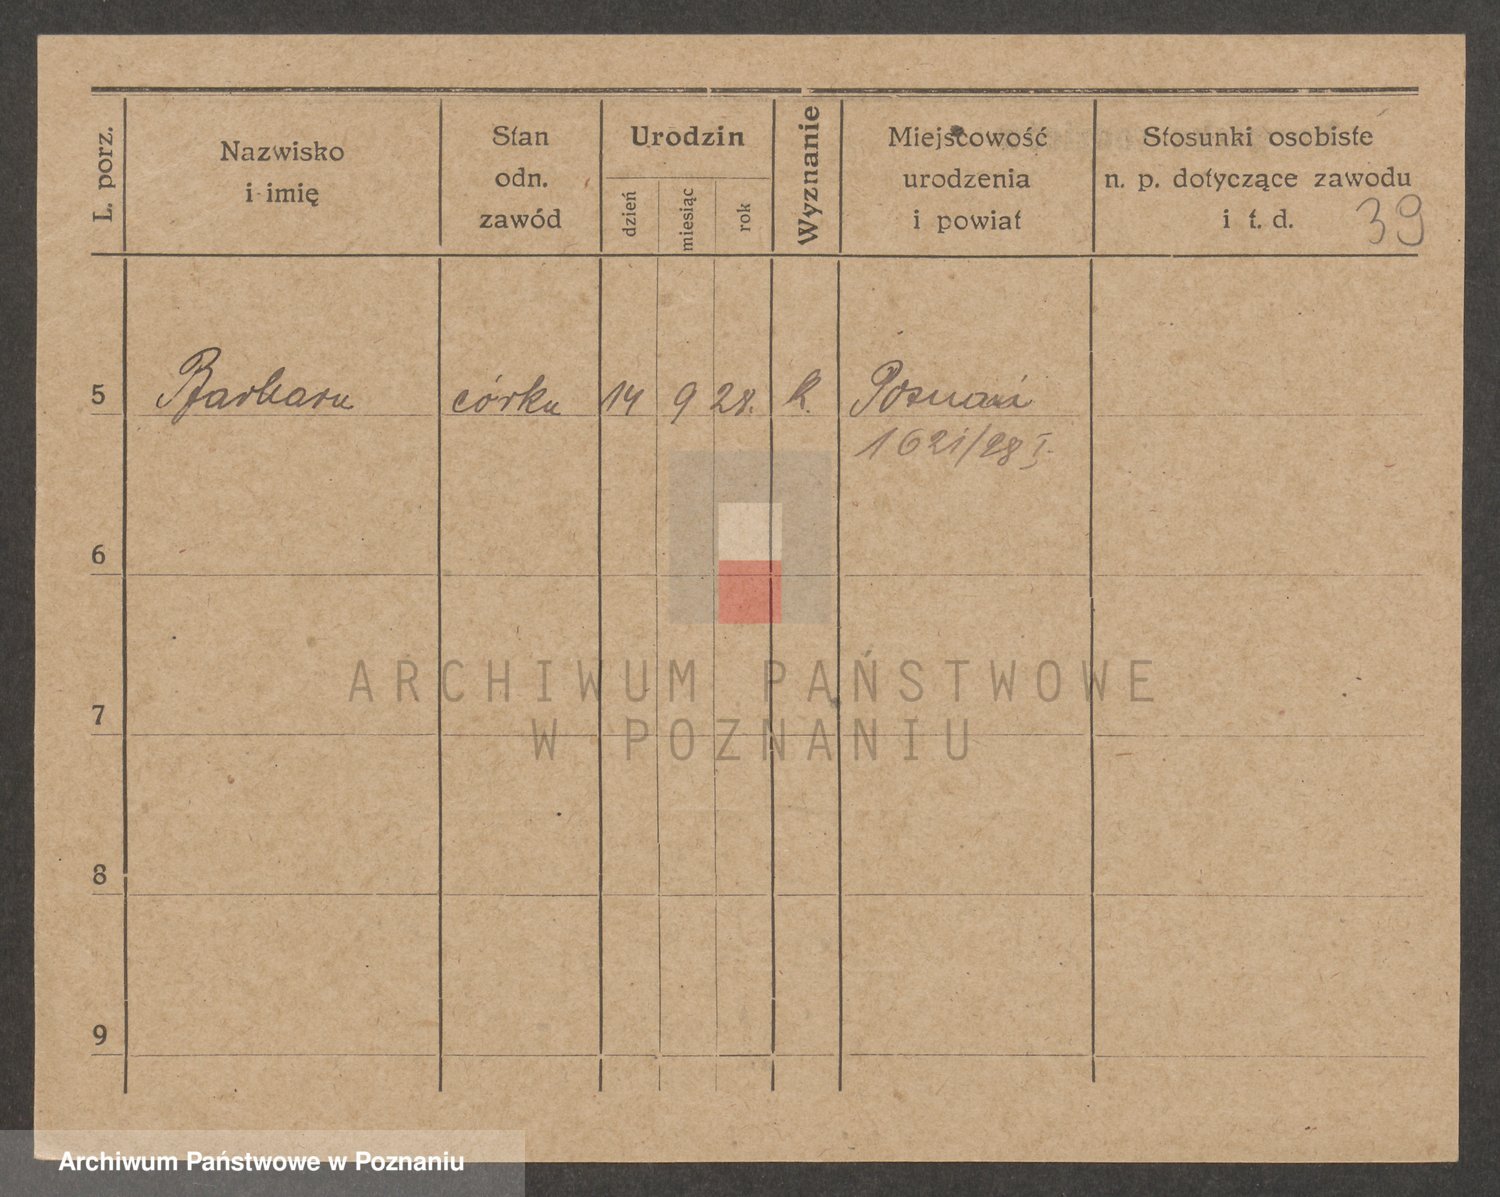 L. porz.
Nazwisko
i imię
Stan
odn.
zawód
Urodzin
dzień
miesiąc
rok
Wyznanie
Miejscowość
urodzenia
i powiat
Stosunki osobiste
n. p. dotyczące zawodu
i t. d.
39
5 Barbara córka 14 9 28. k. Poznań
1621/28 I.
6
7
8
9
ARCHIWUM PAŃSTWOWE
W POZNANIU
Archiwum Państwowe w Poznaniu